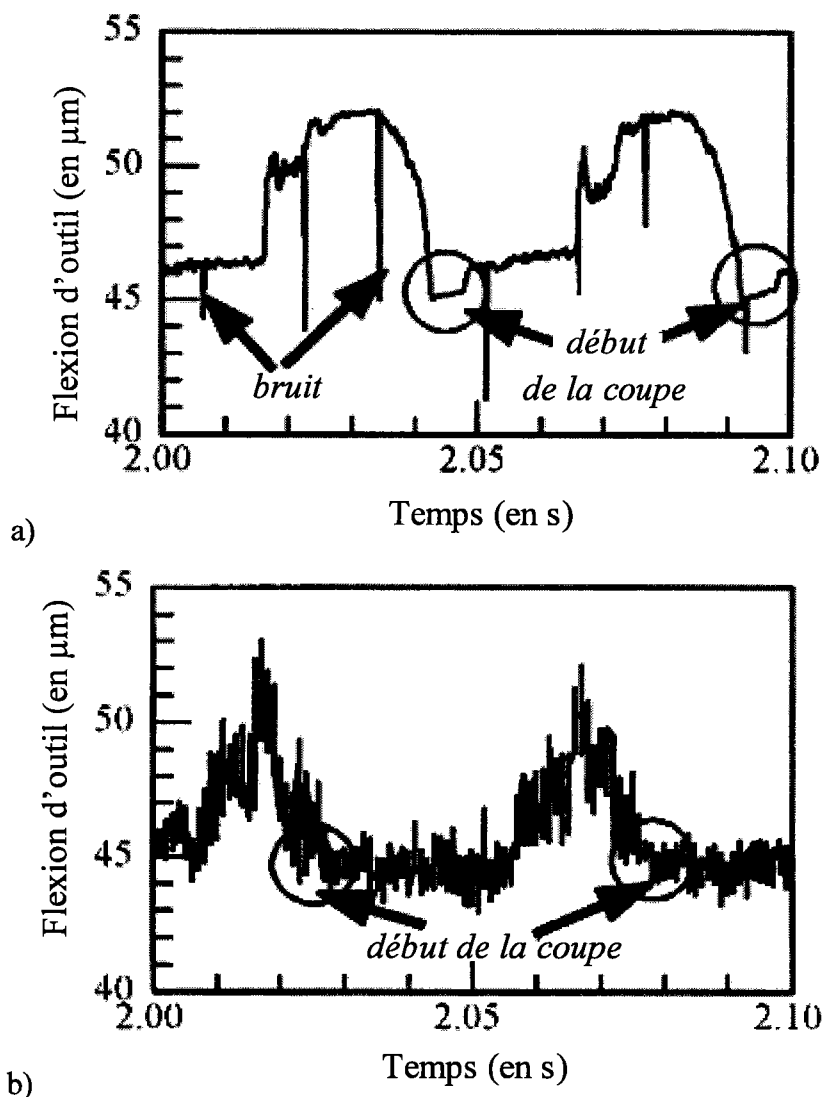 55
50
45
40
Flexion d'outil (en μm)
bruit
début
de la coupe
2.00
2.05
2.10
Temps (en s)
a)
55
50
45
40
Flexion d'outil (en μm)
début de la coupe
2.00
2.05
2.10
Temps (en s)
b)